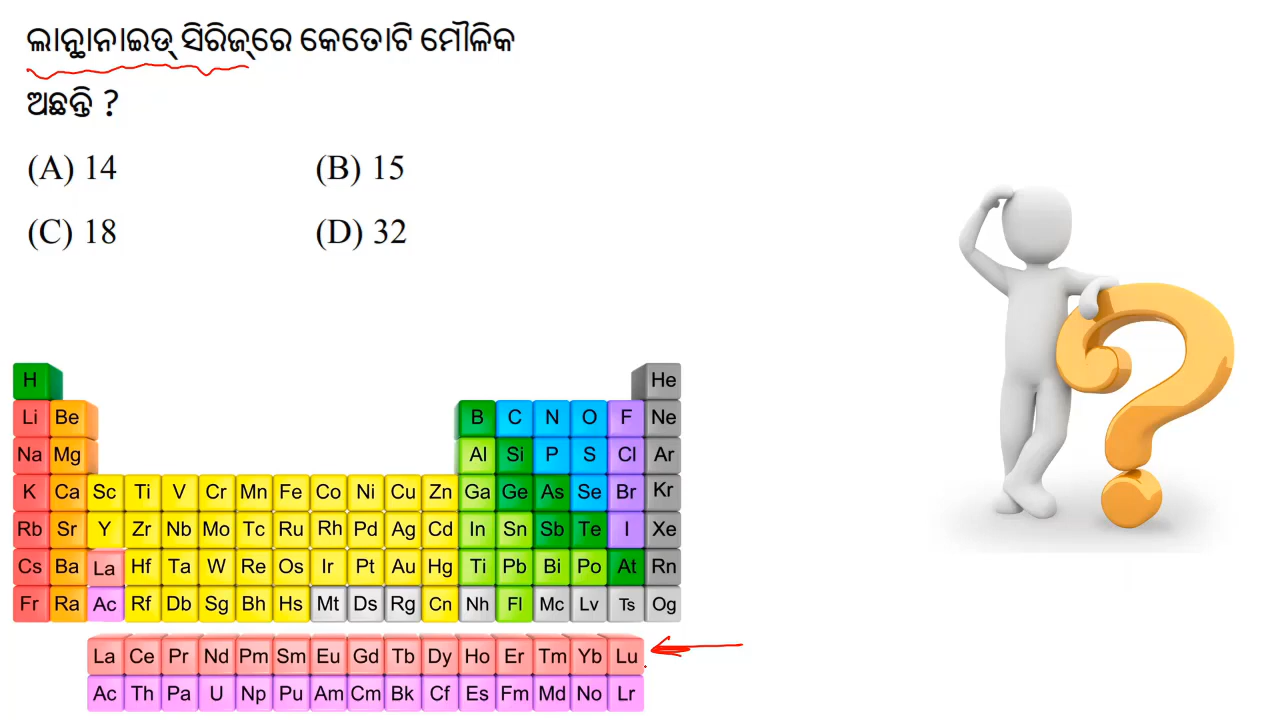 ଲାନ୍ଥାନାଇଡ୍ ସିରିଜ୍‌ରେ କେତୋଟି ମୌଳିକ
ଅଛନ୍ତି ?
(A) 14 (B) 15
(C) 18 (D) 32
H He
Li Be B C N O F Ne
Na Mg Al Si P S Cl Ar
K Ca Sc Ti V Cr Mn Fe Co Ni Cu Zn Ga Ge As Se Br Kr
Rb Sr Y Zr Nb Mo Tc Ru Rh Pd Ag Cd In Sn Sb Te I Xe
Cs Ba La Hf Ta W Re Os Ir Pt Au Hg Ti Pb Bi Po At Rn
Fr Ra Ac Rf Db Sg Bh Hs Mt Ds Rg Cn Nh Fl Mc Lv Ts Og
La Ce Pr Nd Pm Sm Eu Gd Tb Dy Ho Er Tm Yb Lu
Ac Th Pa U Np Pu Am Cm Bk Cf Es Fm Md No Lr